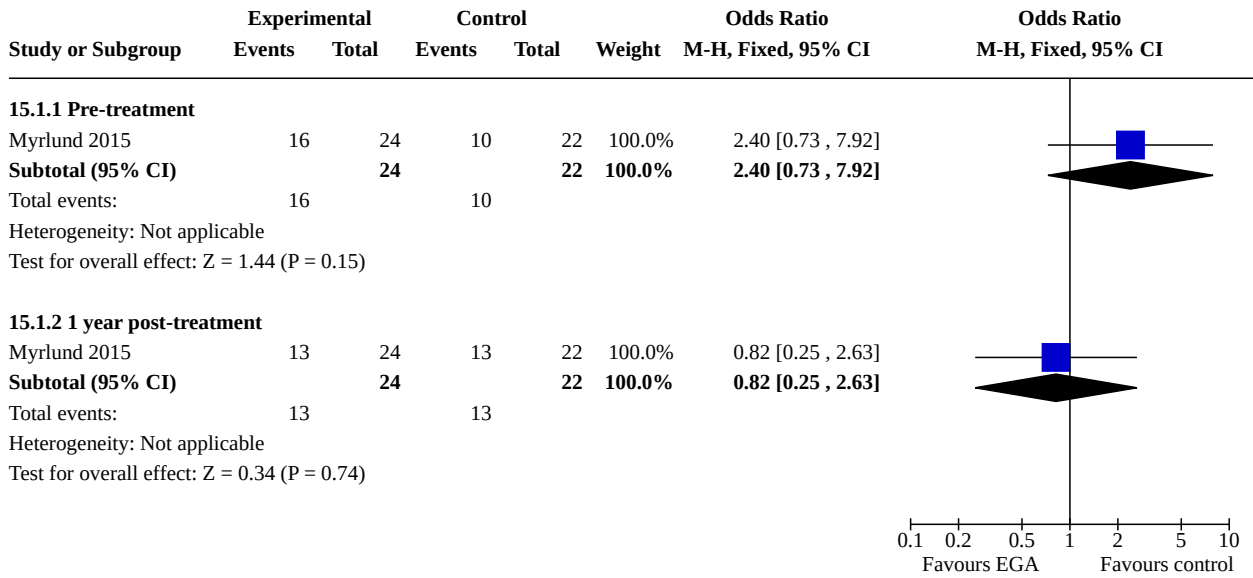 Experimental Control Odds Ratio Odds Ratio
Study or Subgroup Events Total Events Total Weight M-H, Fixed, 95% CI M-H, Fixed, 95% CI
15.1.1 Pre-treatment
Myrlund 2015 16 24 10 22 100.0% 2.40 [0.73 , 7.92]
Subtotal (95% CI) 24 22 100.0% 2.40 [0.73 , 7.92]
Total events: 16 10
Heterogeneity: Not applicable
Test for overall effect: Z = 1.44 (P = 0.15)
15.1.2 1 year post-treatment
Myrlund 2015 13 24 13 22 100.0% 0.82 [0.25 , 2.63]
Subtotal (95% CI) 24 22 100.0% 0.82 [0.25 , 2.63]
Total events: 13 13
Heterogeneity: Not applicable
Test for overall effect: Z = 0.34 (P = 0.74)
0.1 0.2 0.5 1 2 5 10
Favours EGA Favours control